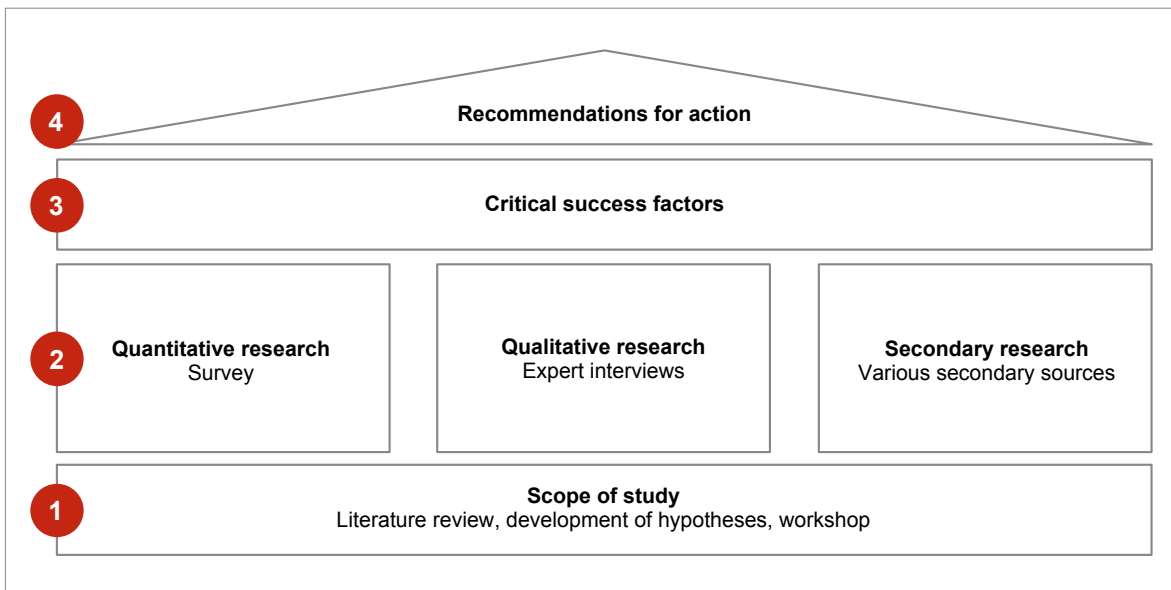 4
Recommendations for action
3
Critical success factors
2
Quantitative research
Survey
Qualitative research
Expert interviews
Secondary research
Various secondary sources
1
Scope of study
Literature review, development of hypotheses, workshop